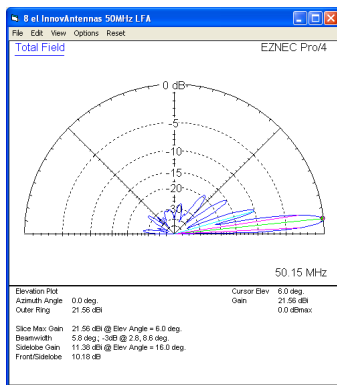 8 el InnovAntennas 50MHz LFA
File Edit View Options Reset
Total Field EZNEC Pro/4
0 dB
-5
-10
-15
-20
-30
50.15 MHz
Elevation Plot Cursor Elev 6.0 deg.
Azimuth Angle 0.0 deg. Gain 21.56 dBi
Outer Ring 21.56 dBi 0.0 dBmax
Slice Max Gain 21.56 dBi @ Elev Angle = 6.0 deg.
Beamwidth 5.8 deg.; -3dB @ 2.8, 8.6 deg.
Sidelobe Gain 11.38 dBi @ Elev Angle = 16.0 deg.
Front/Sidelobe 10.18 dB